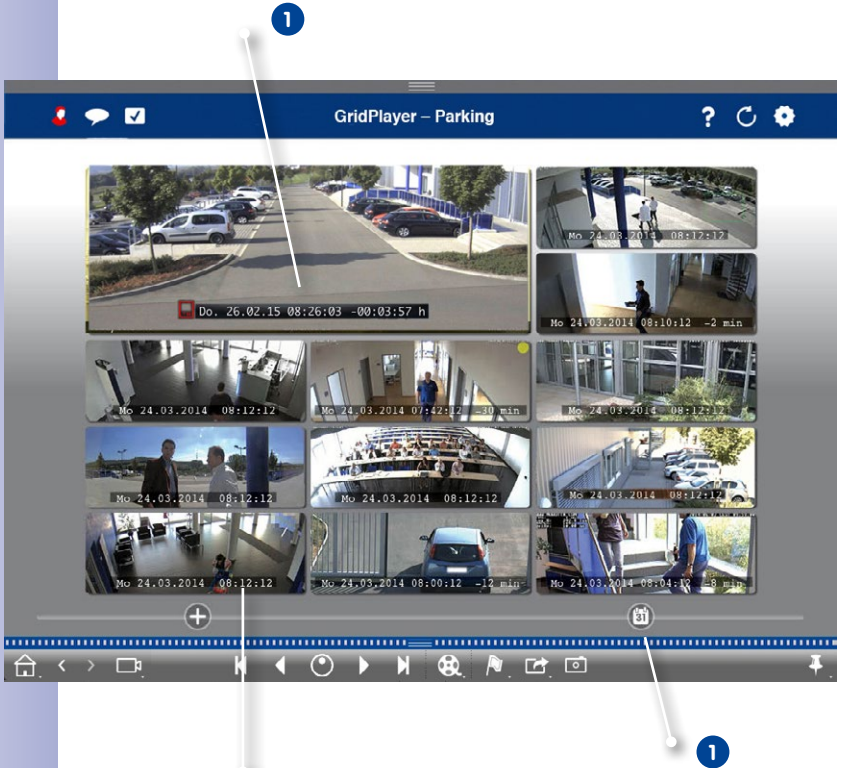 1
GridPlayer – Parking
?
Mo 24.03.2014 08:12:12
Do. 26.02.15 08:26:03 -00:03:57 h
Mo 24.03.2014 08:10:12 -2 min
Mo 24.03.2014 08:12:12
Mo 24.03.2014 07:42:12 -30 min
Mo 24.03.2014 08:12:12
Mo 24.03.2014 08:12:12
Mo 24.03.2014 08:12:12
Mo 24.03.2014 08:12:12
Mo 24.03.2014 08:12:12
Mo 24.03.2014 08:00:12 -12 min
Mo 24.03.2014 08:04:12 -8 min
31
1